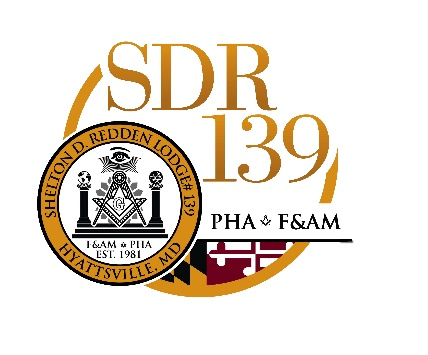 SDR
139
SHELTON D. REDDEN LODGE# 139
G
F&AM PHA
EST. 1981
HYATTSVILLE, MD
PHA F&AM